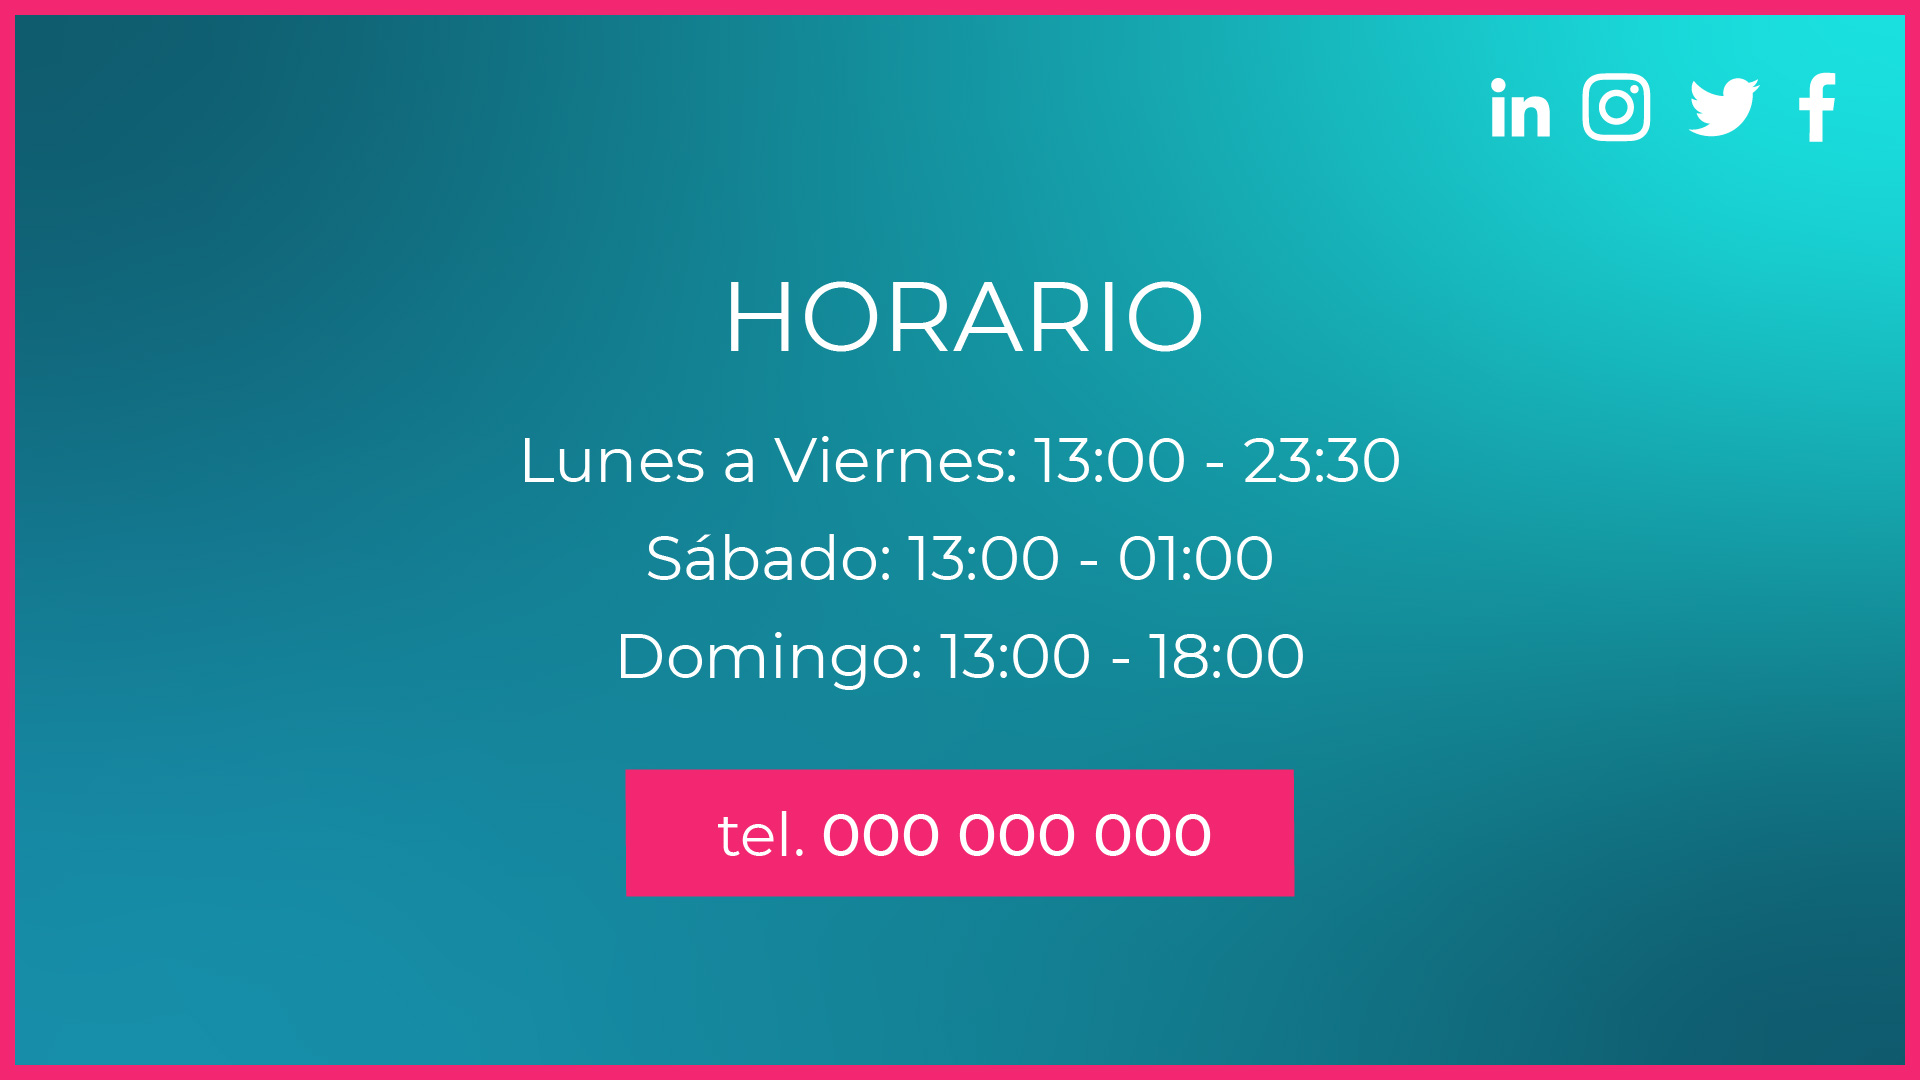 HORARIO
Lunes a Viernes: 13:00 - 23:30
Sábado: 13:00 - 01:00
Domingo: 13:00 - 18:00
tel. 000 000 000